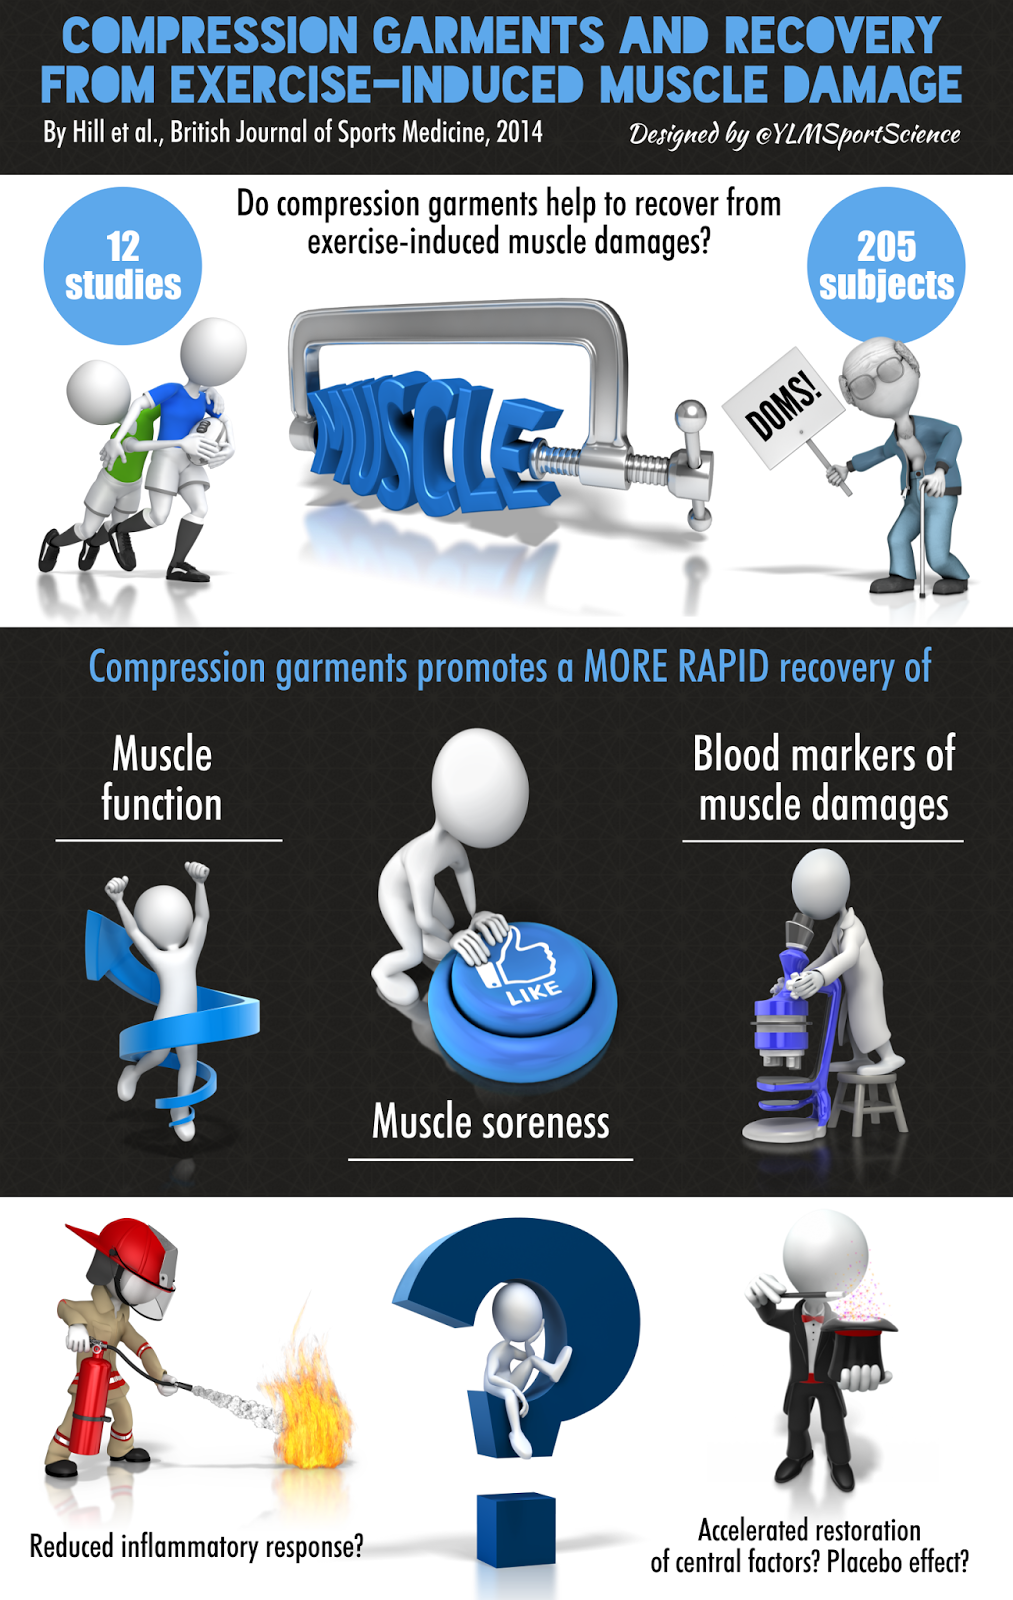 COMPRESSION GARMENTS AND RECOVERY
FROM EXERCISE-INDUCED MUSCLE DAMAGE
By Hill et al., British Journal of Sports Medicine, 2014
Designed by @YLMSportScience
Do compression garments help to recover from
exercise-induced muscle damages?
12
studies
205
subjects
MUSCLE
DOMS!
Compression garments promotes a MORE RAPID recovery of
Muscle
function
Blood markers of
muscle damages
LIKE
Muscle soreness
Reduced inflammatory response?
Accelerated restoration
of central factors? Placebo effect?